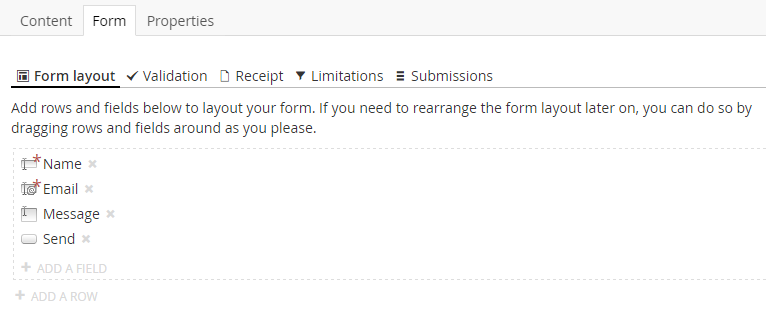 Content Form Properties
Form layout Validation Receipt Limitations Submissions
Add rows and fields below to layout your form. If you need to rearrange the form layout later on, you can do so by
dragging rows and fields around as you please.
Name
Email
Message
Send
ADD A FIELD
ADD A ROW